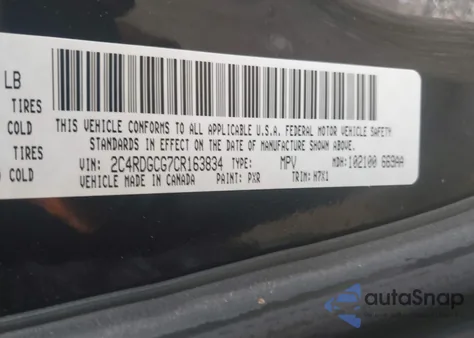 LB
TIRES
COLD
TIRES
COLD
THIS VEHICLE CONFORMS TO ALL APPLICABLE U.S.A. FEDERAL MOTOR VEHICLE SAFETY
STANDARDS IN EFFECT ON THE DATE OF MANUFACTURE SHOWN ABOVE.
VIN: 2C4RDGCG7CR163834 TYPE: MPV MDH: 102100 669AA
VEHICLE MADE IN CANADA PAINT: PXR TRIM: H7X1
autaSnap